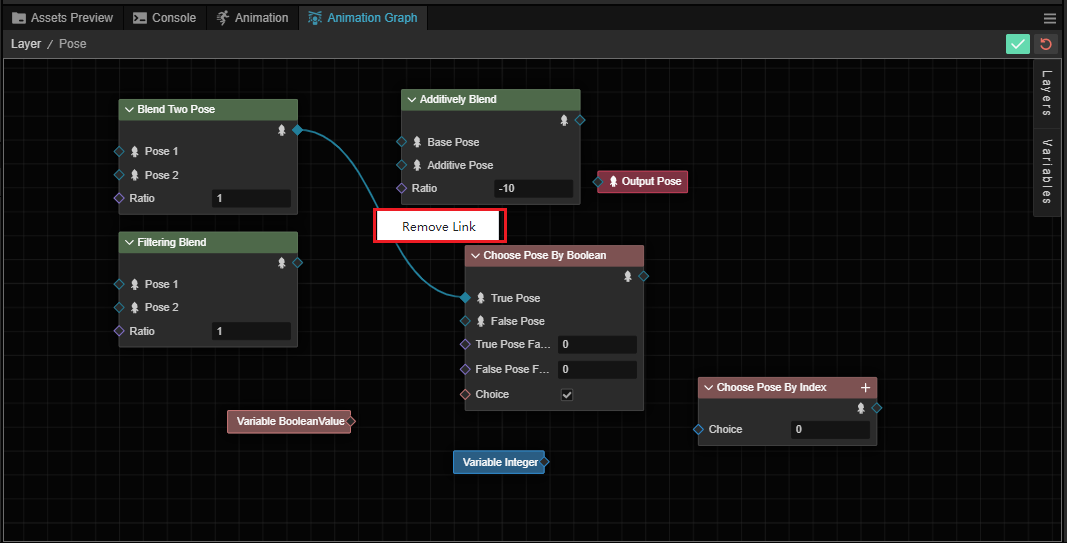 Assets Preview
Console
Animation
Animation Graph
Layer / Pose
Layers
Variables
Blend Two Pose
Pose 1
Pose 2
Ratio 1
Additively Blend
Base Pose
Additive Pose
Ratio -10
Output Pose
Remove Link
Filtering Blend
Pose 1
Pose 2
Ratio 1
Choose Pose By Boolean
True Pose
False Pose
True Pose Fa... 0
False Pose F... 0
Choice
Choose Pose By Index +
Choice 0
Variable BooleanValue
Variable Integer